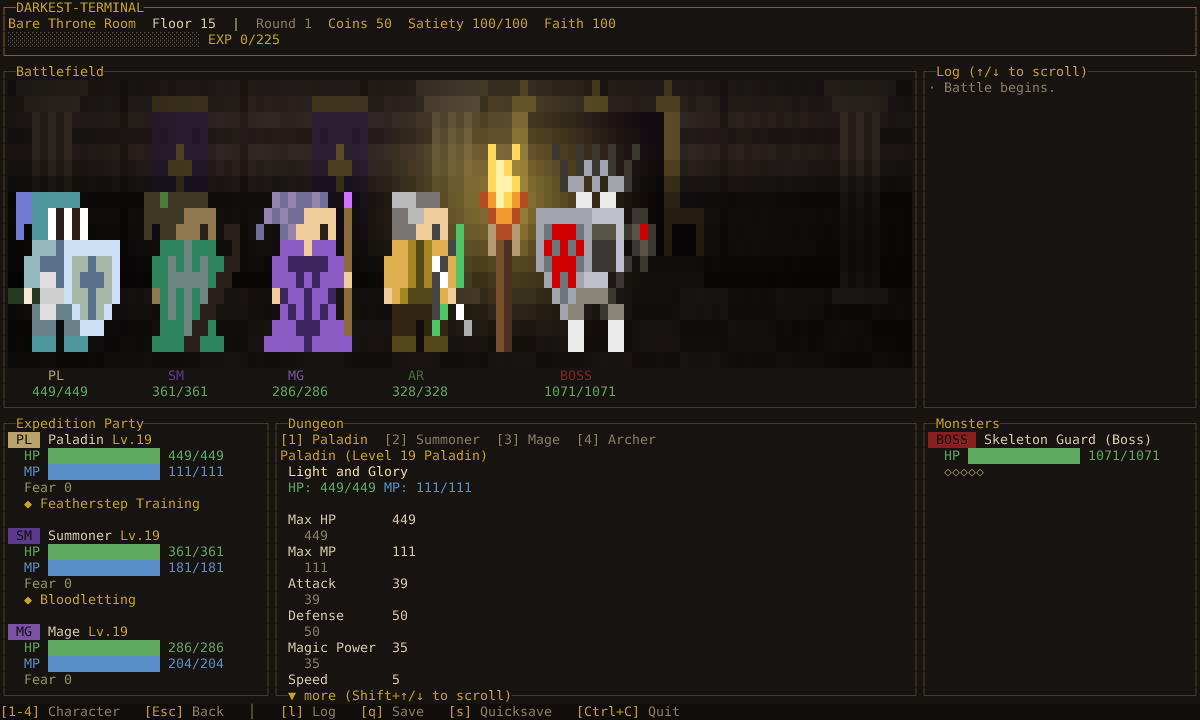 DARKEST-TERMINAL
Bare Throne Room  Floor 15  |  Round 1  Coins 50  Satiety 100/100  Faith 100
EXP 0/225
Battlefield
PL SM MG AR BOSS
449/449 361/361 286/286 328/328 1071/1071
Log (↑/↓ to scroll)
· Battle begins.
Expedition Party
PL Paladin Lv.19
HP 449/449
MP 111/111
Fear 0
◆ Featherstep Training
SM Summoner Lv.19
HP 361/361
MP 181/181
Fear 0
◆ Bloodletting
MG Mage Lv.19
HP 286/286
MP 204/204
Fear 0
Dungeon
[1] Paladin  [2] Summoner  [3] Mage  [4] Archer
Paladin (Level 19 Paladin)
Light and Glory
HP: 449/449 MP: 111/111
Max HP 449
449
Max MP 111
111
Attack 39
39
Defense 50
50
Magic Power 35
35
Speed 5
▼ more (Shift+↑/↓ to scroll)
Monsters
BOSS Skeleton Guard (Boss)
HP 1071/1071
◇◇◇◇◇
[1-4] Character  [Esc] Back  │  [l] Log  [q] Save  [s] Quicksave  [Ctrl+C] Quit